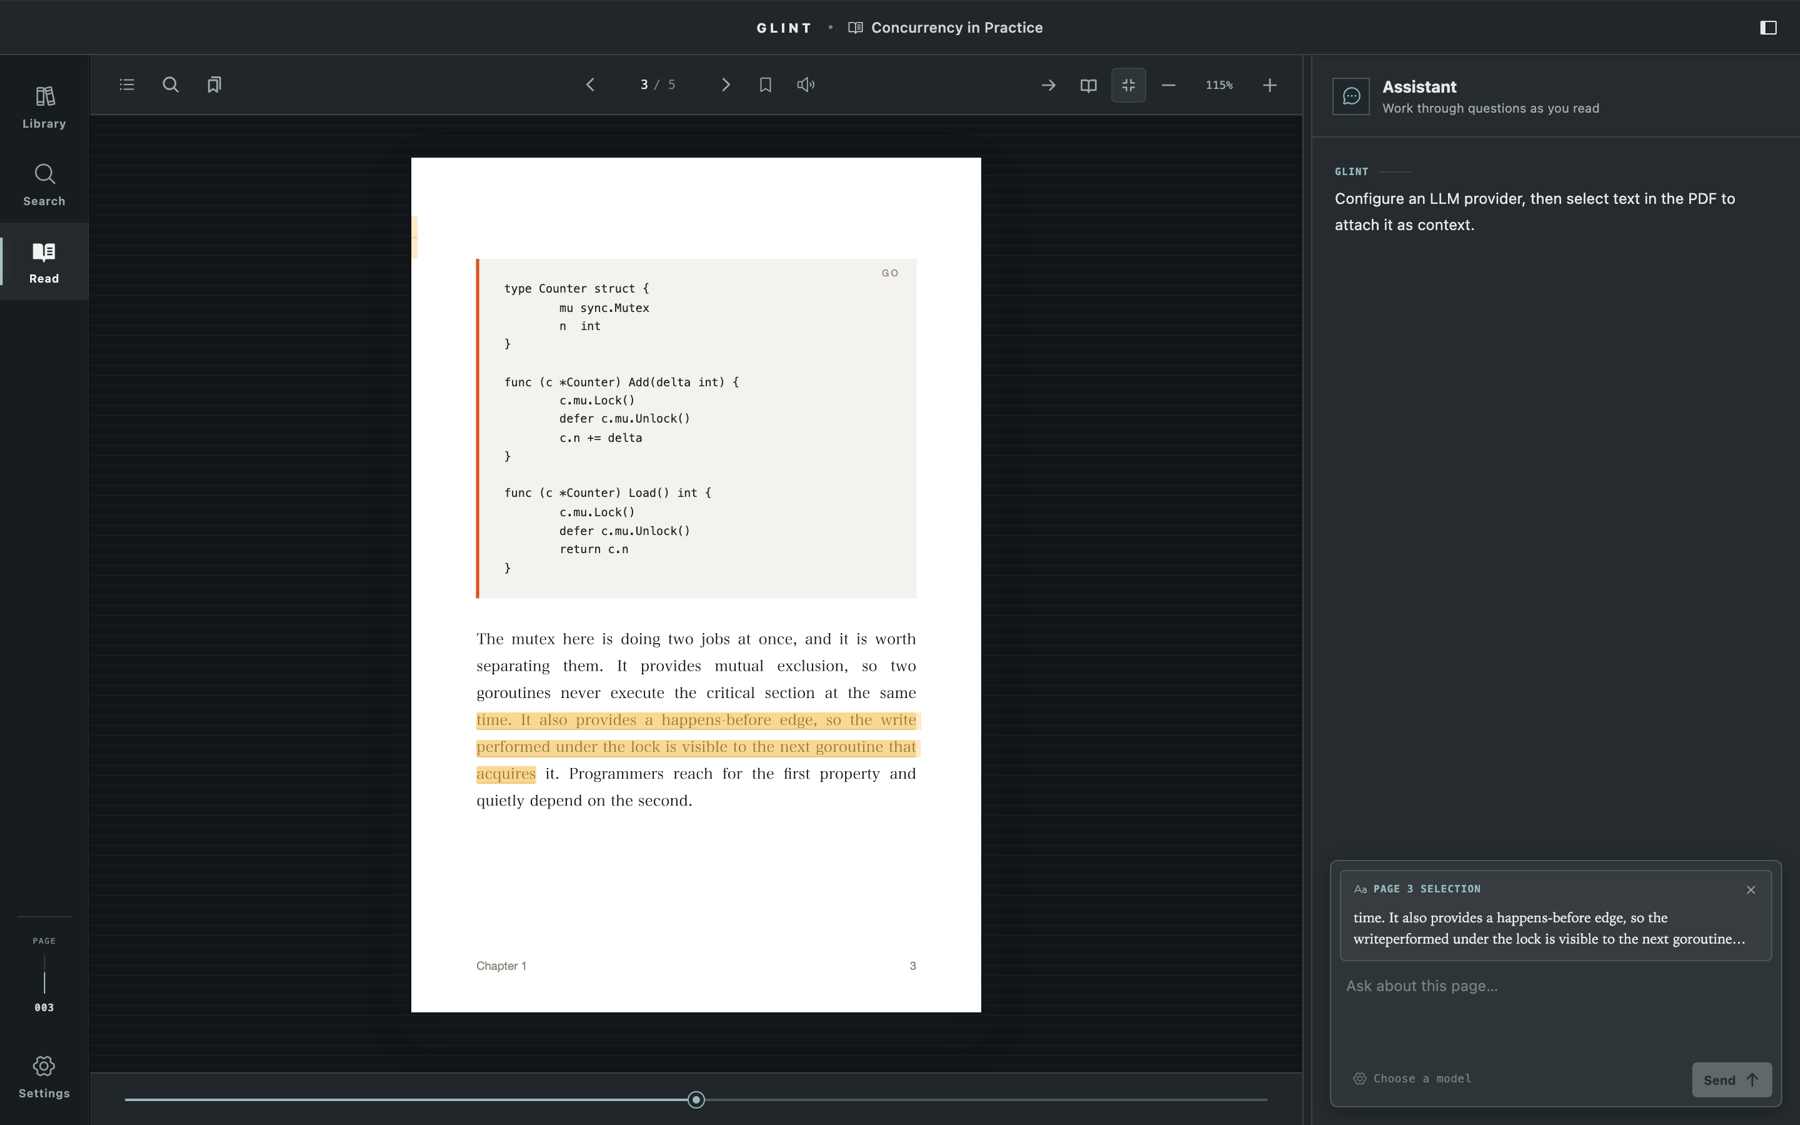 GLINT • Concurrency in Practice
Library
Search
Read
PAGE
003
Settings
3 / 5
115%
GO
type Counter struct {
mu sync.Mutex
n int
}
func (c *Counter) Add(delta int) {
c.mu.Lock()
defer c.mu.Unlock()
c.n += delta
}
func (c *Counter) Load() int {
c.mu.Lock()
defer c.mu.Unlock()
return c.n
}
The mutex here is doing two jobs at once, and it is worth
separating them. It provides mutual exclusion, so two
goroutines never execute the critical section at the same
time. It also provides a happens-before edge, so the write
performed under the lock is visible to the next goroutine that
acquires it. Programmers reach for the first property and
quietly depend on the second.
Chapter 1
3
Assistant
Work through questions as you read
GLINT
Configure an LLM provider, then select text in the PDF to
attach it as context.
Aa PAGE 3 SELECTION
time. It also provides a happens-before edge, so the
writeperformed under the lock is visible to the next goroutine...
Ask about this page...
Choose a model
Send